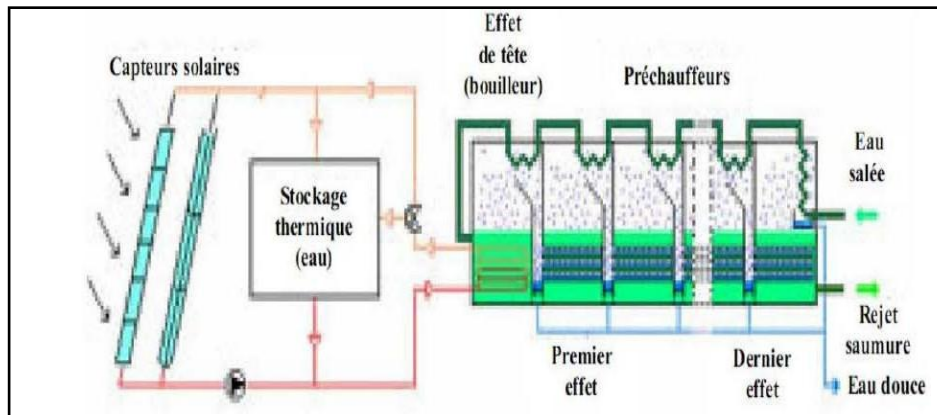 Capteurs solaires
Effet
de tête
(bouilleur)
Préchauffeurs
Eau
salée
Stockage
thermique
(eau)
Rejet
saumure
Premier
effet
Dernier
effet
Eau douce